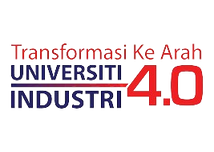 Transformasi Ke Arah
UNIVERSITI
INDUSTRI 4.0